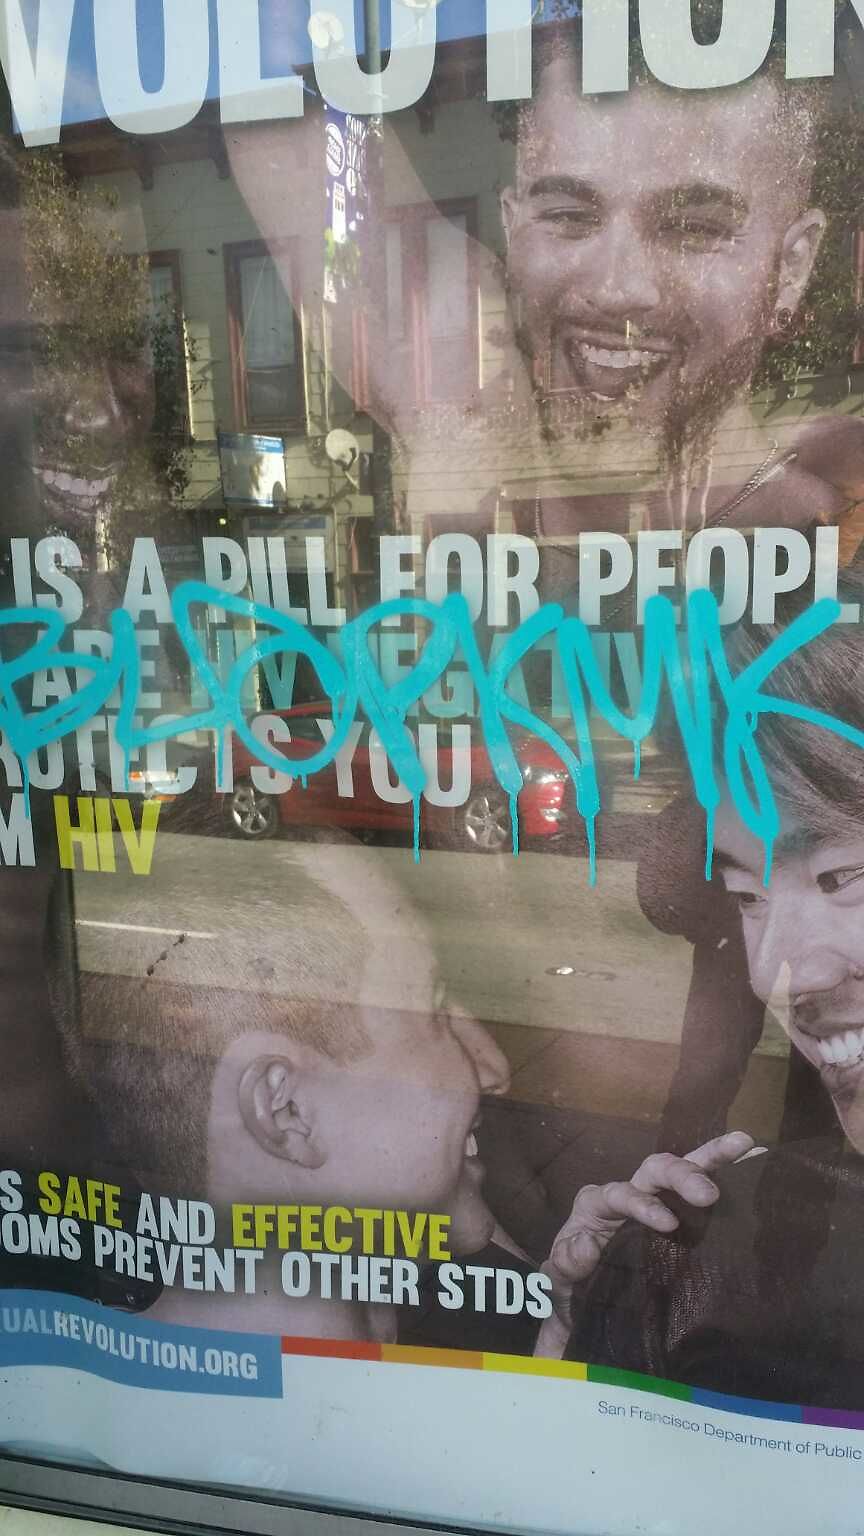 VOLUTION
IS A PILL FOR PEOPL
ARE HIV NEGATIV
ROTECTS YOU
M HIV
S SAFE AND EFFECTIVE
OMS PREVENT OTHER STDS
UALREVOLUTION.ORG
San Francisco Department of Public